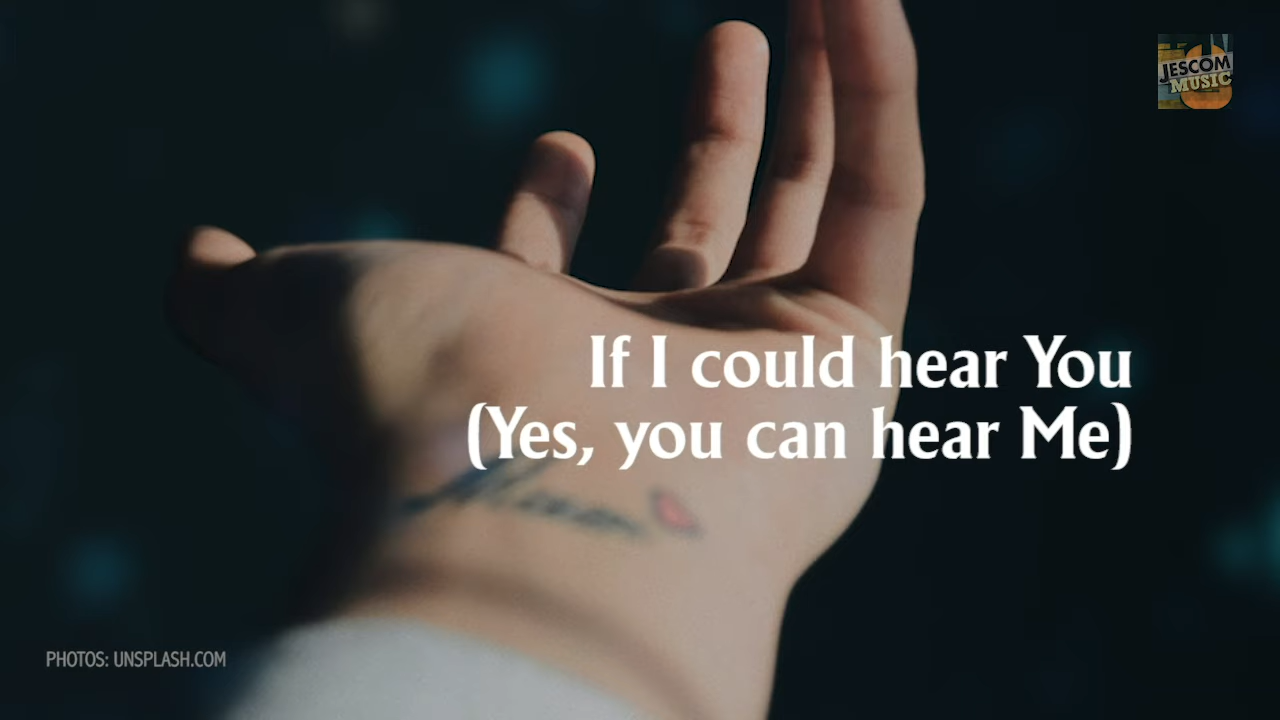 JESCOM
MUSIC
If I could hear You
(Yes, you can hear Me)
PHOTOS: UNSPLASH.COM